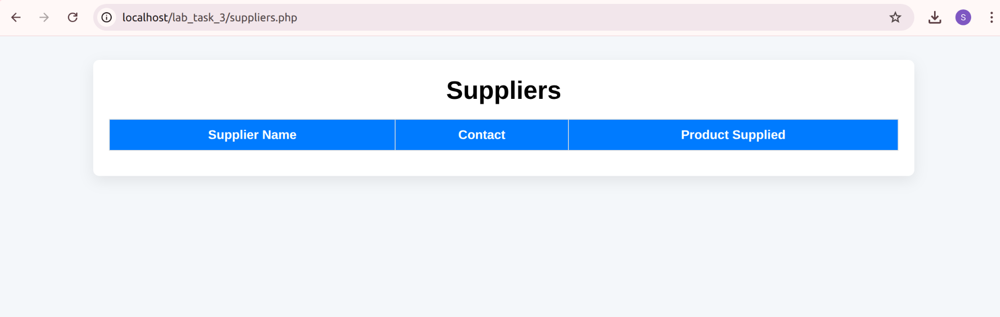 localhost/lab_task_3/suppliers.php
S
Suppliers
Supplier Name Contact Product Supplied